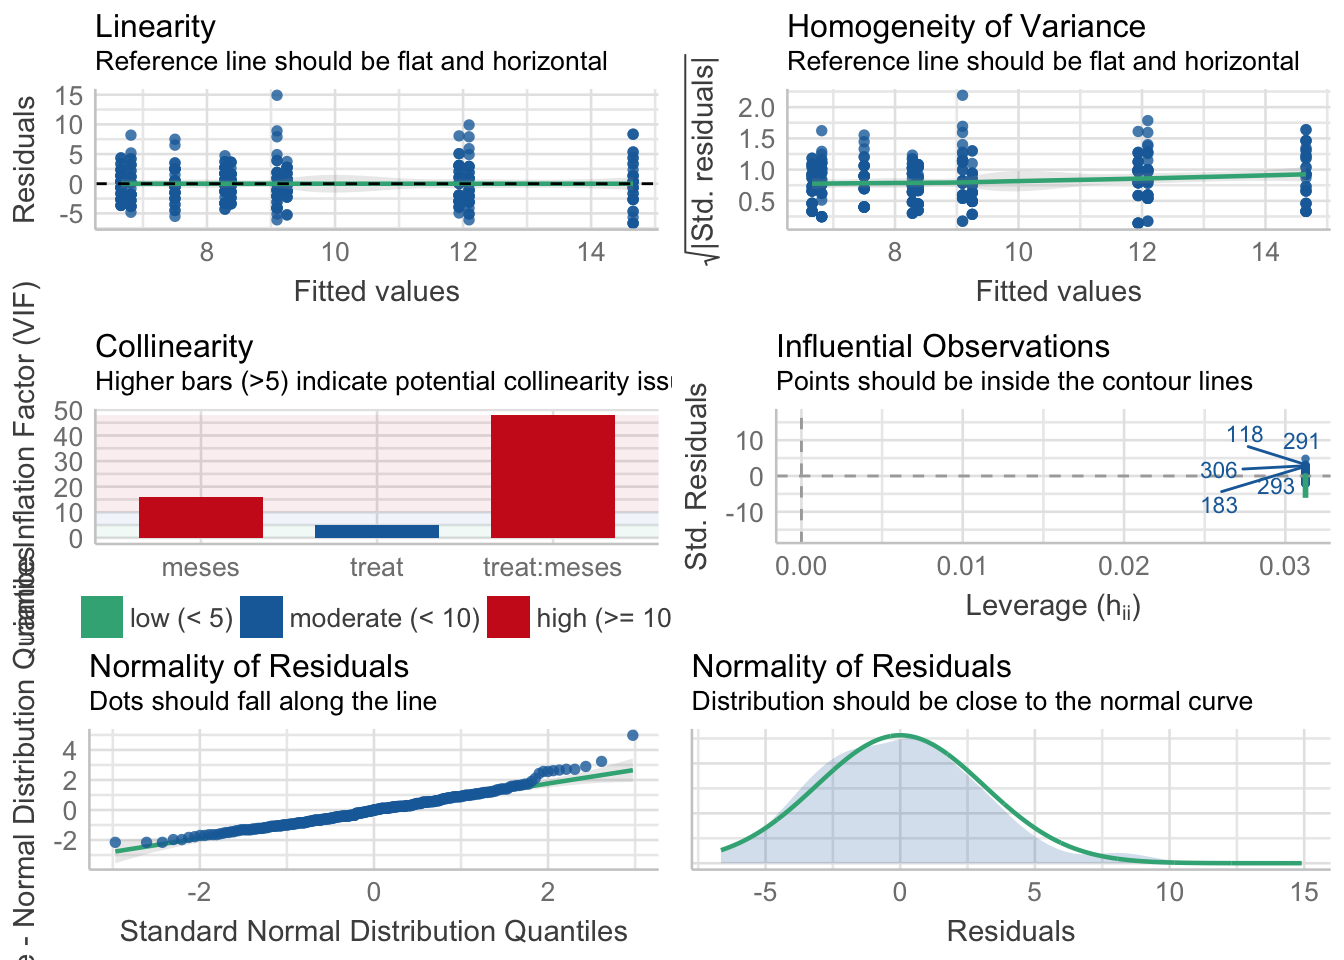 Linearity
Reference line should be flat and horizontal
15
10
5
0
-5
Residuals
8
10
12
14
Fitted values
Homogeneity of Variance
Reference line should be flat and horizontal
2.0
1.5
1.0
0.5
√|Std. residuals|
8
10
12
14
Fitted values
Collinearity
Higher bars (>5) indicate potential collinearity issu
50
40
30
20
10
0
Inflation Factor (VIF)
meses
treat
treat:meses
low (< 5)
moderate (< 10)
high (>= 10
Influential Observations
Points should be inside the contour lines
10
0
-10
Std. Residuals
118
291
306
293
183
0.00
0.01
0.02
0.03
Leverage (hii)
Normality of Residuals
Dots should fall along the line
4
2
0
-2
- Normal Distribution Quantiles
-2
0
2
Standard Normal Distribution Quantiles
Normality of Residuals
Distribution should be close to the normal curve
-5
0
5
10
15
Residuals